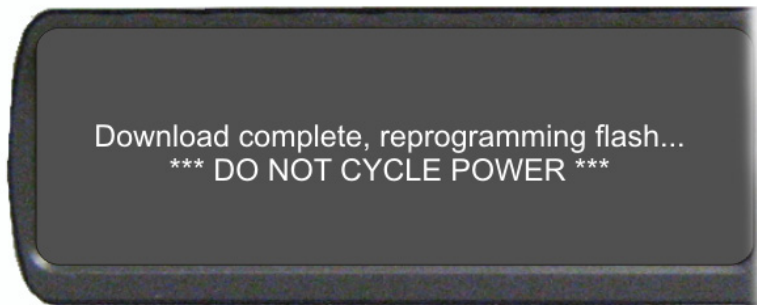 Download complete, reprogramming flash...
*** DO NOT CYCLE POWER ***